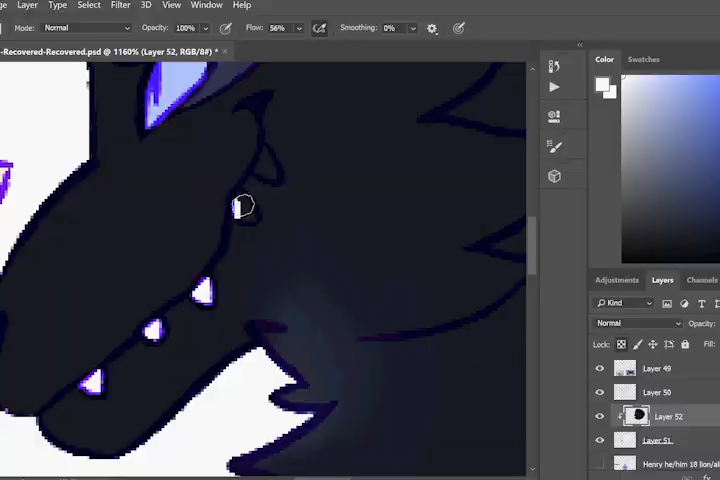 Layer Type Select Filter 3D View Window Help
Mode: Normal Opacity: 100% Flow: 56% Smoothing: 0%
-Recovered-Recovered.psd @ 1160% (Layer 52, RGB/8#) *
Color Swatches
Adjustments Layers Channels
Kind
Normal Opacity:
Lock: Fill:
Layer 49
Layer 50
Layer 52
Layer 51
Henry he/him 18 lion/al
fx